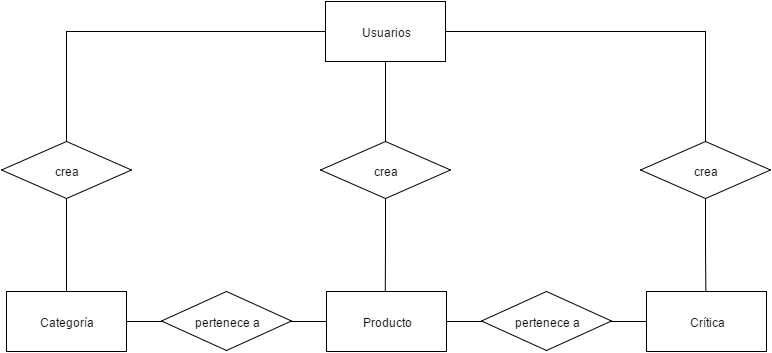 Usuarios
crea
crea
crea
Categoría
pertenece a
Producto
pertenece a
Crítica